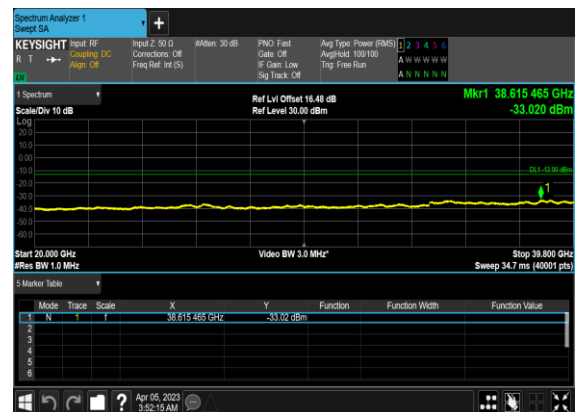 Spectrum Analyzer 1
Swept SA
+
KEYSIGHT Input: RF Input Z: 50 Ω #Atten: 30 dB PNO: Fast Avg Type: Power (RMS) 1 2 3 4 5 6
R T Coupling: DC Corrections: Off Gate: Off Avg|Hold: 100/100 A W W W W W
Align: Off Freq Ref: Int (S) IF Gain: Low Trig: Free Run
LU Sig Track: Off A N N N N N
1 Spectrum Ref Lvl Offset 16.48 dB Mkr1 38.615 465 GHz
Scale/Div 10 dB Ref Level 30.00 dBm -33.020 dBm
Log
20.0
10.0
0.00
-10.0 DL1 -13.00 dBm
-20.0
-30.0 1
-40.0
-50.0
-60.0
Start 20.000 GHz Video BW 3.0 MHz* Stop 39.800 GHz
#Res BW 1.0 MHz Sweep 34.7 ms (40001 pts)
5 Marker Table
Mode Trace Scale X Y Function Function Width Function Value
1 N 1 f 38.615 465 GHz -33.02 dBm
2
3
4
5
6
? Apr 05, 2023
3:52:15 AM